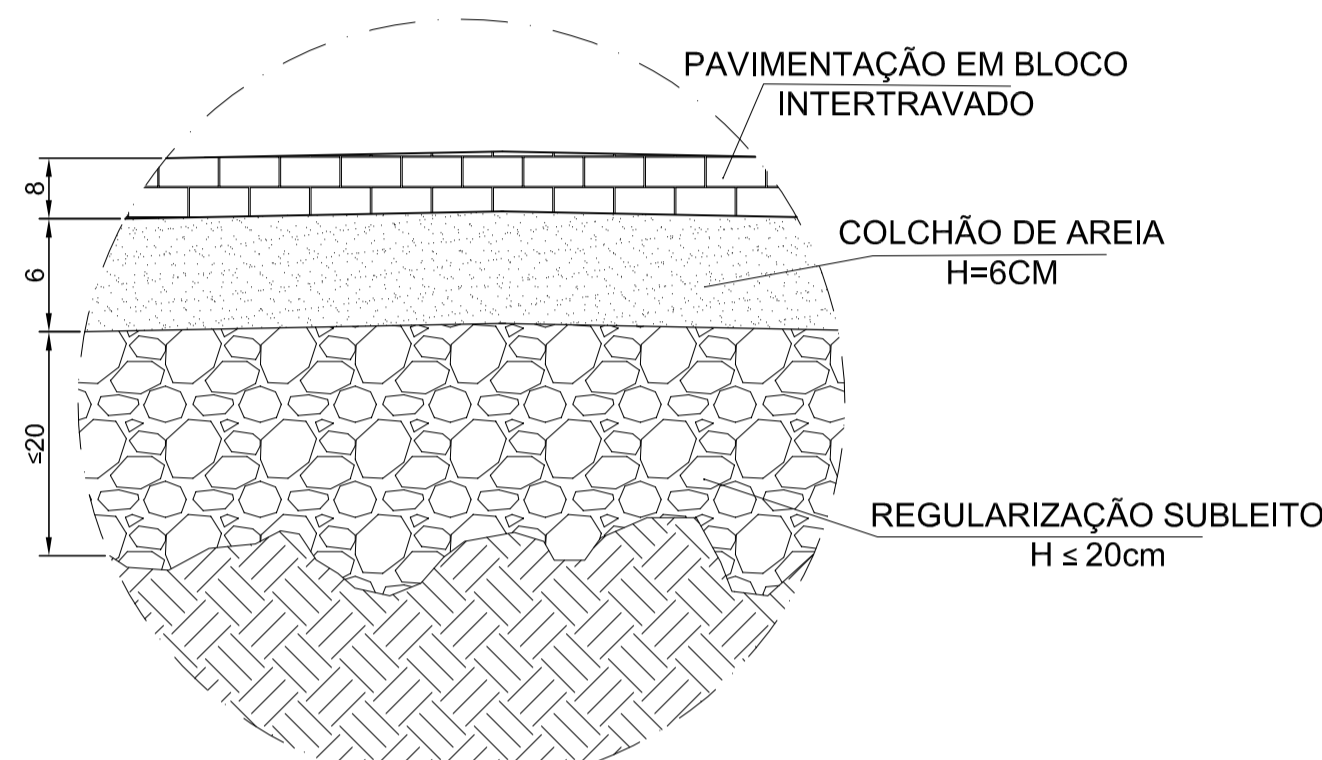 PAVIMENTAÇÃO EM BLOCO
INTERTRAVADO
8
COLCHÃO DE AREIA
H=6CM
6
≤20
REGULARIZAÇÃO SUBLEITO
H ≤ 20cm